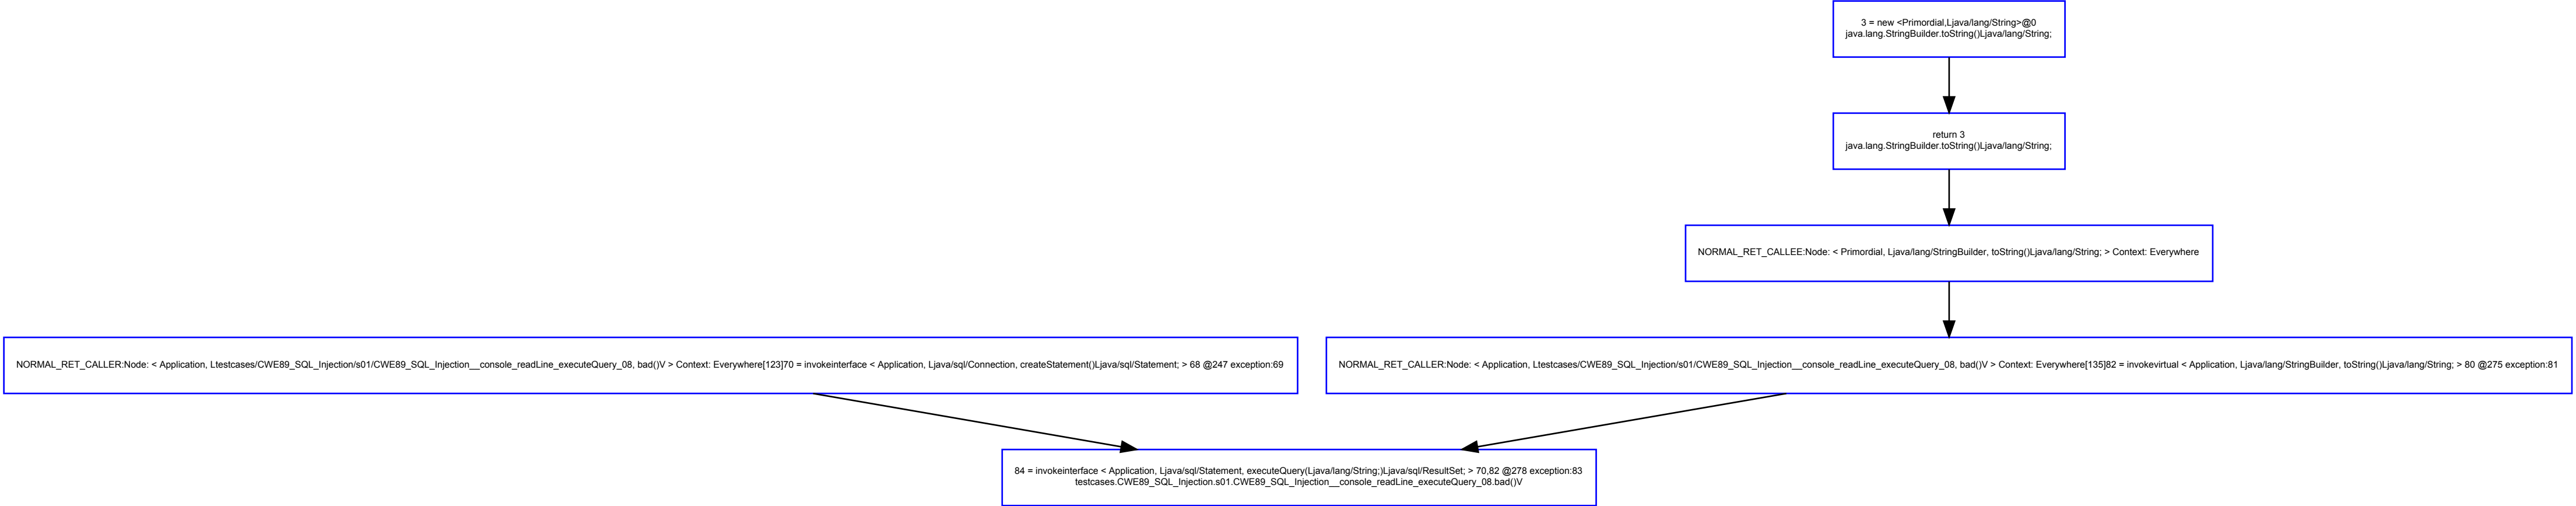 3 = new <Primordial,Ljava/lang/String>@0
java.lang.StringBuilder.toString()Ljava/lang/String;
return 3
java.lang.StringBuilder.toString()Ljava/lang/String;
NORMAL_RET_CALLEE:Node: < Primordial, Ljava/lang/StringBuilder, toString()Ljava/lang/String; > Context: Everywhere
NORMAL_RET_CALLER:Node: < Application, Ltestcases/CWE89_SQL_Injection/s01/CWE89_SQL_Injection__console_readLine_executeQuery_08, bad()V > Context: Everywhere[123]70 = invokeinterface < Application, Ljava/sql/Connection, createStatement()Ljava/sql/Statement; > 68 @247 exception:69
NORMAL_RET_CALLER:Node: < Application, Ltestcases/CWE89_SQL_Injection/s01/CWE89_SQL_Injection__console_readLine_executeQuery_08, bad()V > Context: Everywhere[135]82 = invokevirtual < Application, Ljava/lang/StringBuilder, toString()Ljava/lang/String; > 80 @275 exception:81
84 = invokeinterface < Application, Ljava/sql/Statement, executeQuery(Ljava/lang/String;)Ljava/sql/ResultSet; > 70,82 @278 exception:83
testcases.CWE89_SQL_Injection.s01.CWE89_SQL_Injection__console_readLine_executeQuery_08.bad()V